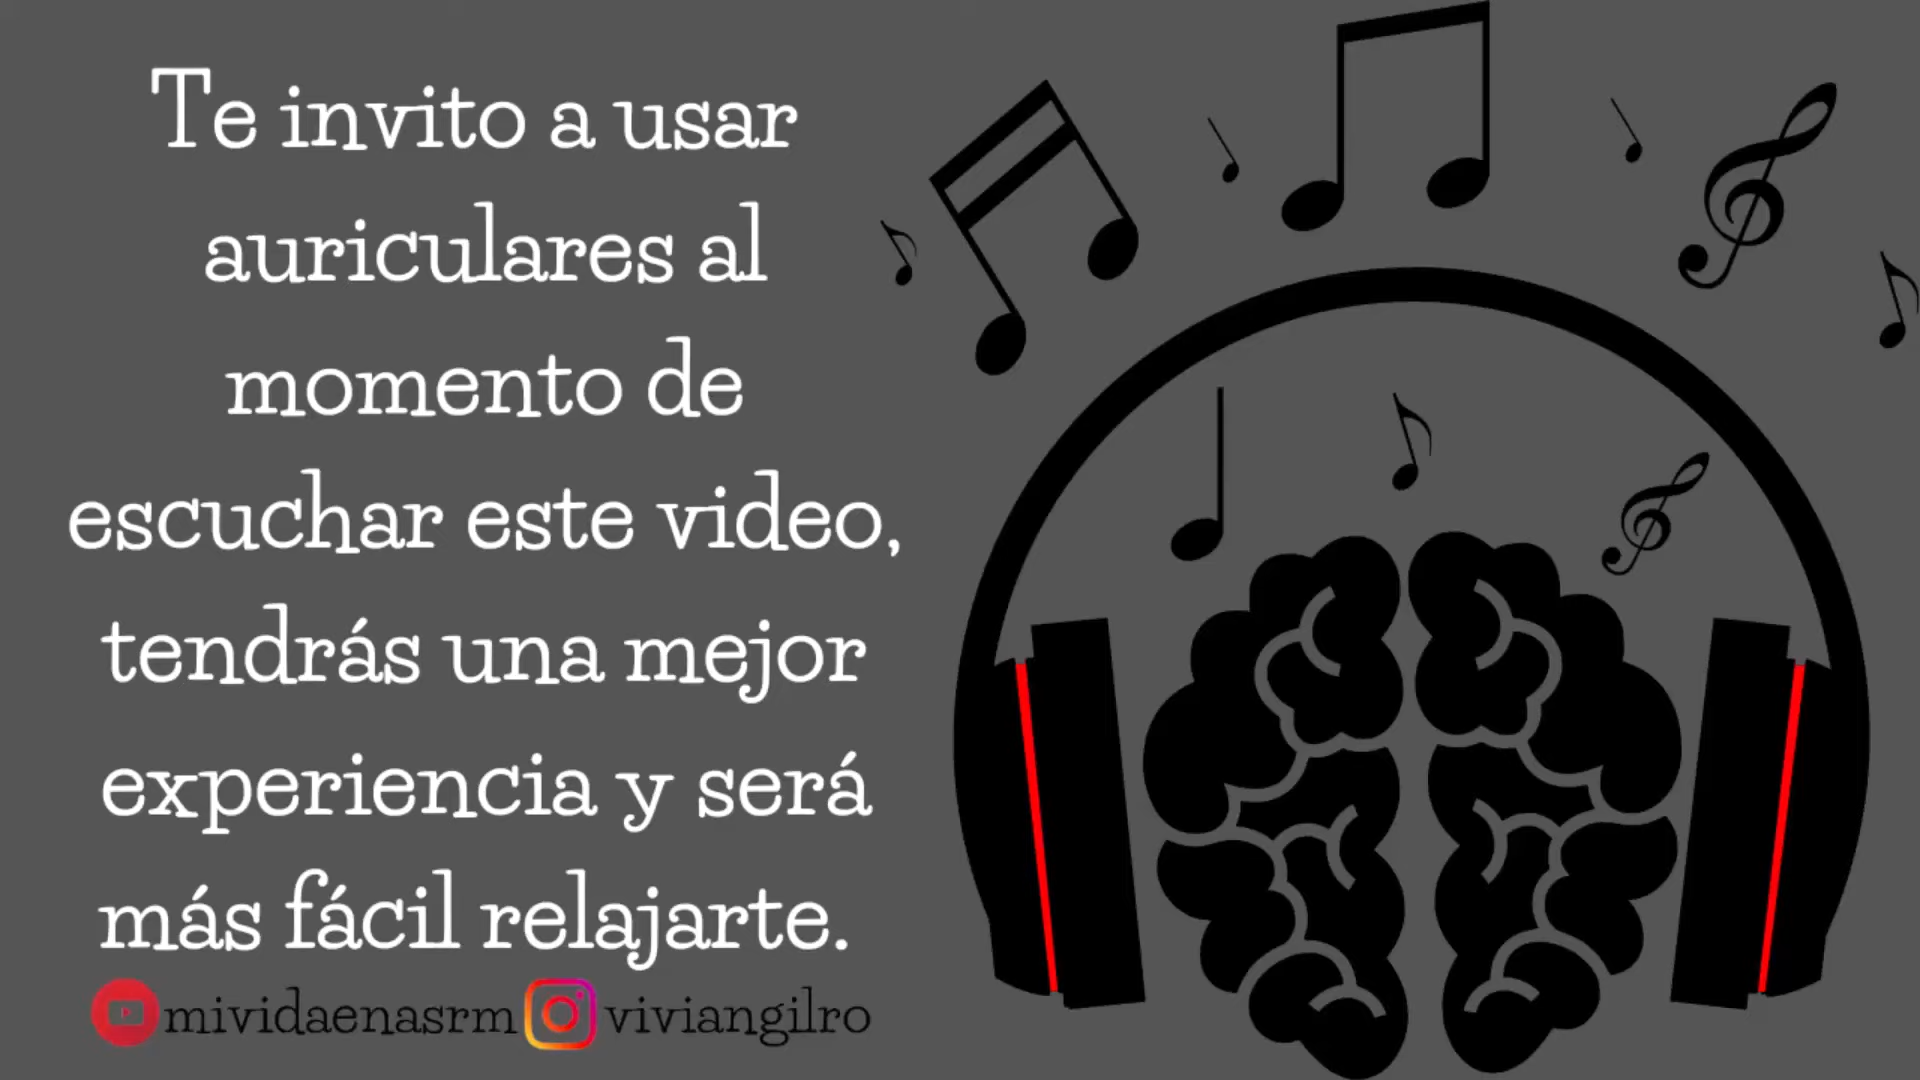 Te invito a usar
auriculares al
momento de
escuchar este video,
tendrás una mejor
experiencia y será
más fácil relajarte.
mividaenasrm viviangilro